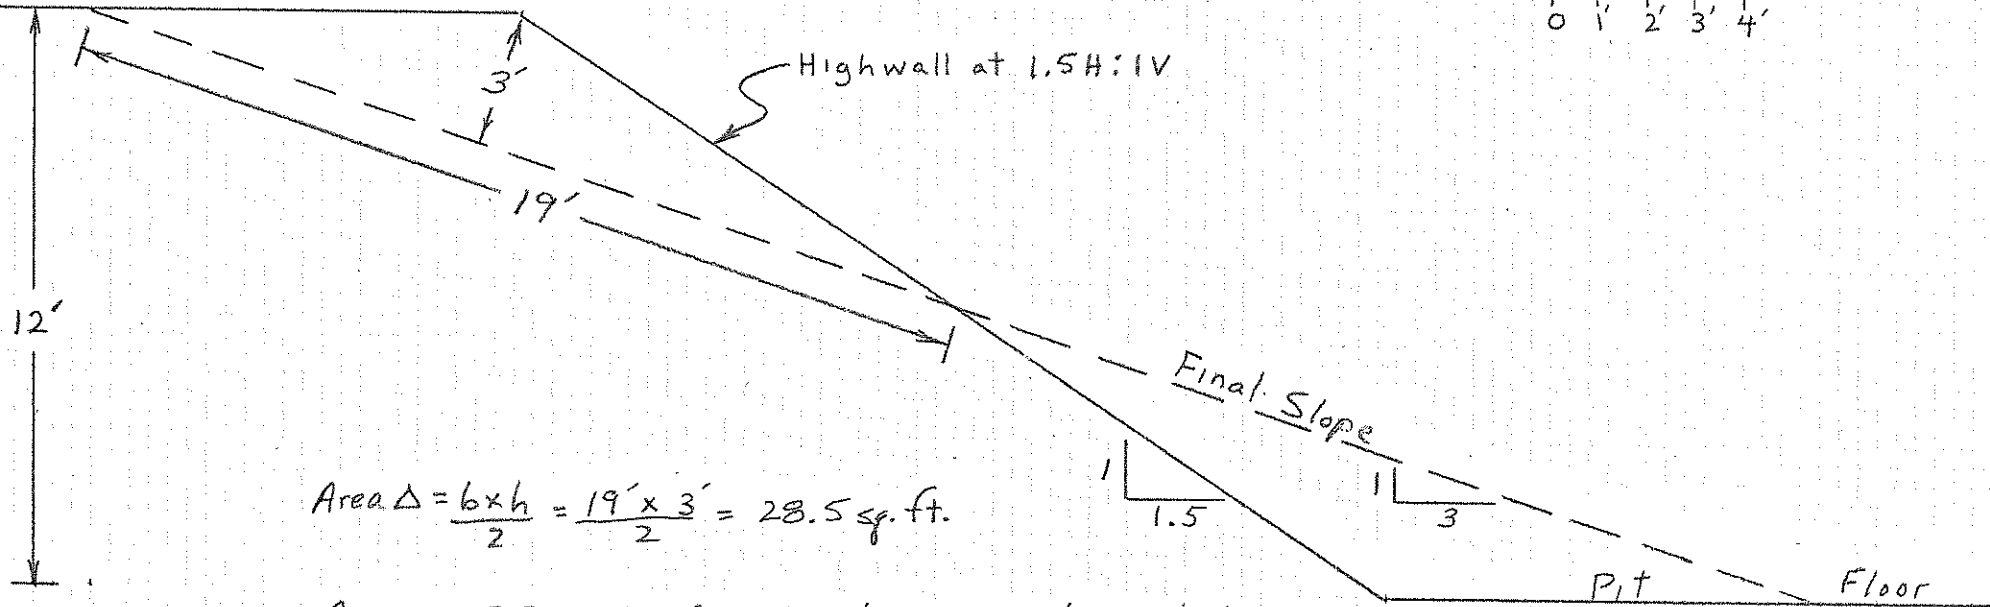 0 1' 2' 3' 4'
3'
Highwall at 1.5H:1V
19'
12'
Final Slope
1
1.5
1
3
Area Δ = b x h / 2 = 19' x 3' / 2 = 28.5 sq. ft.
Pit Floor